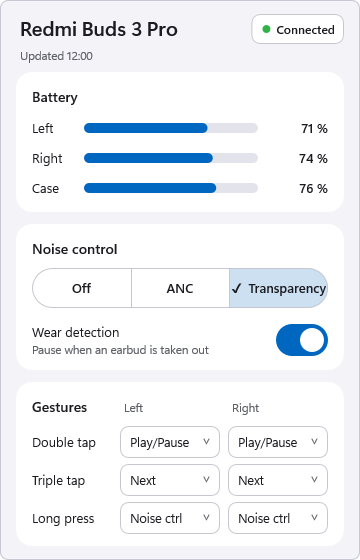 Redmi Buds 3 Pro
Connected
Updated 12:00
Battery
Left 71 %
Right 74 %
Case 76 %
Noise control
Off ANC ✓ Transparency
Wear detection
Pause when an earbud is taken out
Gestures Left Right
Double tap Play/Pause Play/Pause
Triple tap Next Next
Long press Noise ctrl Noise ctrl